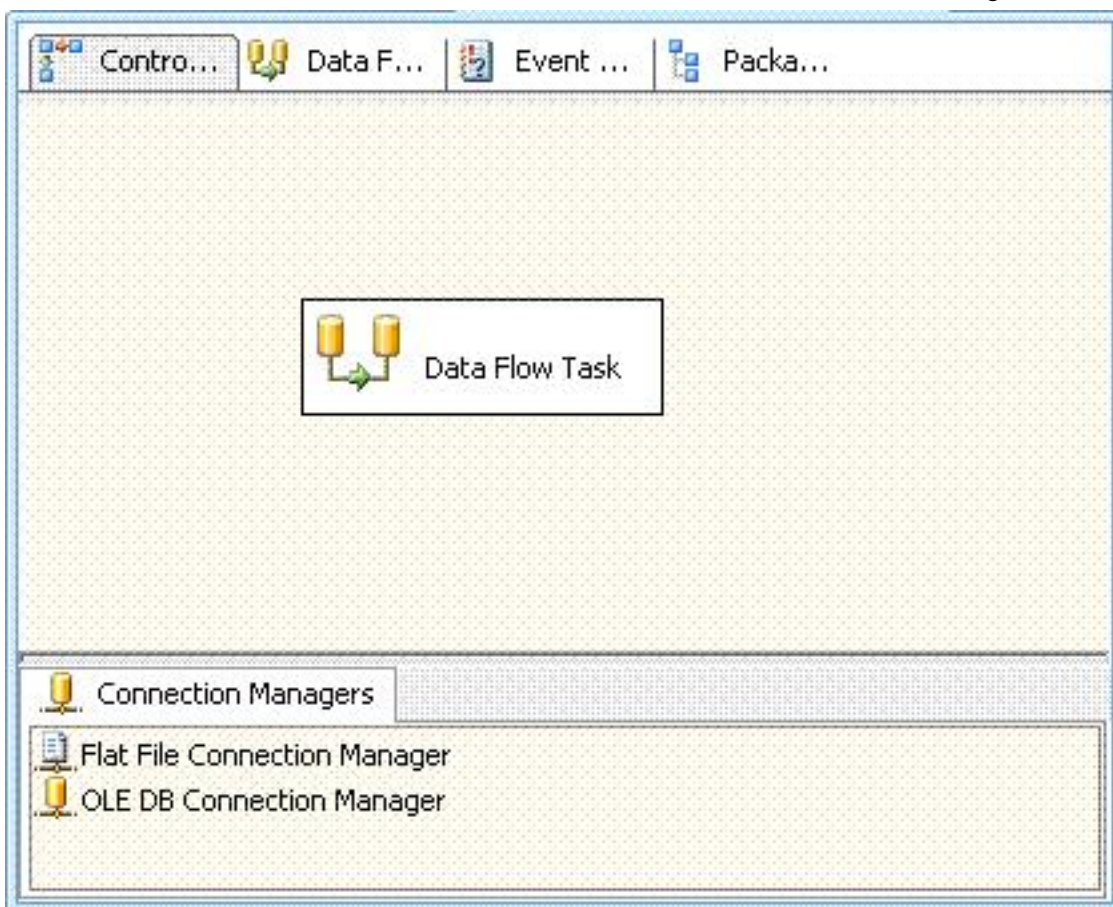 Contro... Data F... Event ... Packa...
Data Flow Task
Connection Managers
Flat File Connection Manager
OLE DB Connection Manager